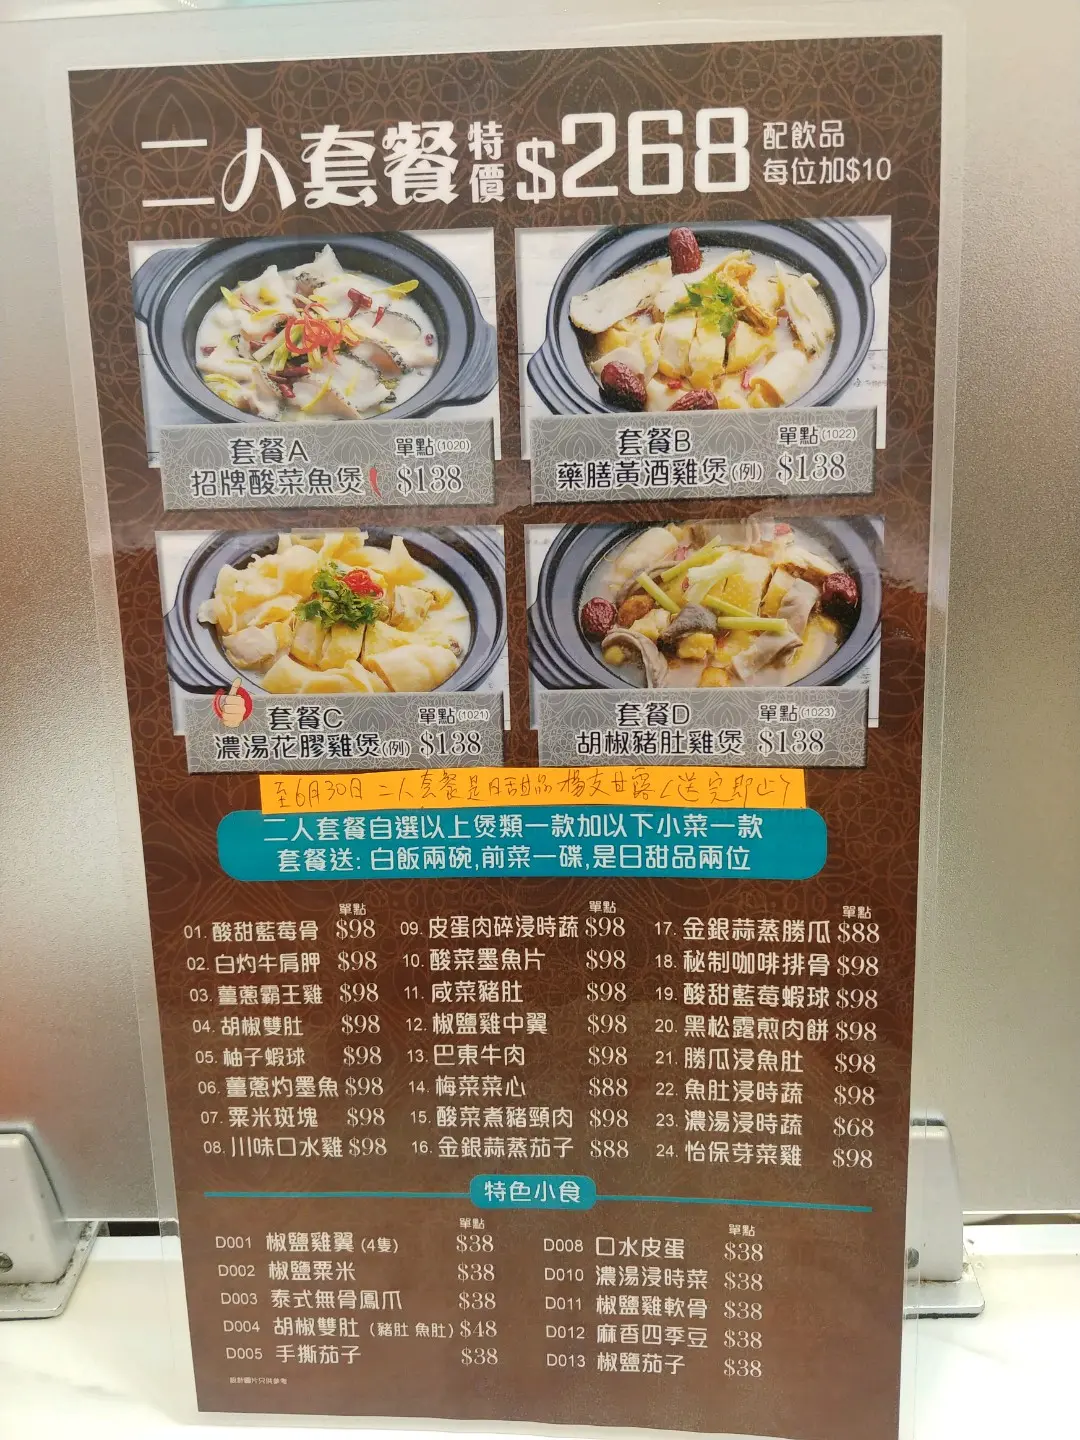 二人套餐 特價 $268 配飲品 每位加$10
套餐A 單點(1020)
招牌酸菜魚煲 $138
套餐B 單點(1022)
藥膳黃酒雞煲(例) $138
套餐C 單點(1021)
濃湯花膠雞煲(例) $138
套餐D 單點(1023)
胡椒豬肚雞煲 $138
至6月30日 二人套餐是日甜品 楊支甘露 (送完即止)
二人套餐自選以上煲類一款加以下小菜一款
套餐送: 白飯兩碗,前菜一碟,是日甜品兩位
單點
01. 酸甜藍莓骨 $98
02. 白灼牛肩胛 $98
03. 薑蔥霸王雞 $98
04. 胡椒雙肚 $98
05. 柚子蝦球 $98
06. 薑蔥灼墨魚 $98
07. 粟米斑塊 $98
08. 川味口水雞 $98
單點
09. 皮蛋肉碎浸時蔬 $98
10. 酸菜墨魚片 $98
11. 咸菜豬肚 $98
12. 椒鹽雞中翼 $98
13. 巴東牛肉 $98
14. 梅菜菜心 $88
15. 酸菜煮豬頸肉 $98
16. 金銀蒜蒸茄子 $88
單點
17. 金銀蒜蒸勝瓜 $88
18. 秘制咖啡排骨 $98
19. 酸甜藍莓蝦球 $98
20. 黑松露煎肉餅 $98
21. 勝瓜浸魚肚 $98
22. 魚肚浸時蔬 $98
23. 濃湯浸時蔬 $68
24. 怡保芽菜雞 $98
特色小食
單點
D001 椒鹽雞翼 (4隻) $38
D002 椒鹽粟米 $38
D003 泰式無骨鳳爪 $38
D004 胡椒雙肚 (豬肚 魚肚) $48
D005 手撕茄子 $38
單點
D008 口水皮蛋 $38
D010 濃湯浸時菜 $38
D011 椒鹽雞軟骨 $38
D012 麻香四季豆 $38
D013 椒鹽茄子 $38